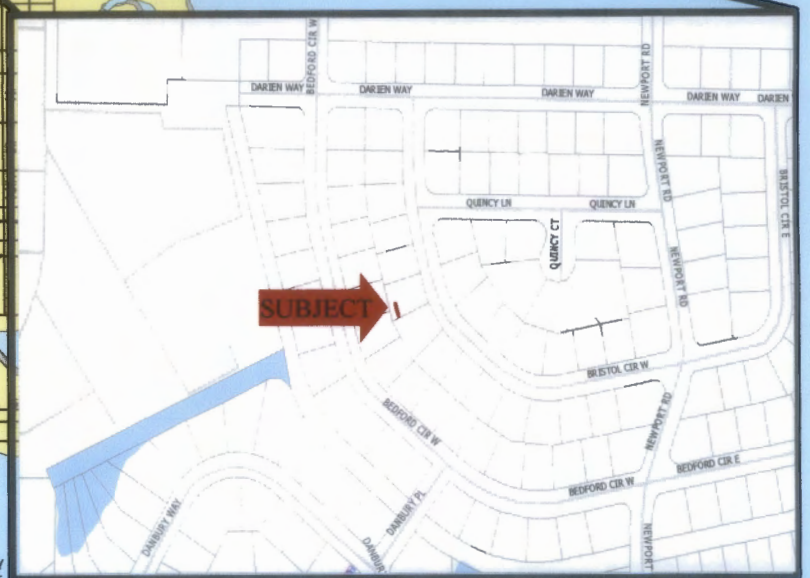 BEDFORD CIR W
NEWPORT RD
DARIEN WAY
DARIEN WAY
DARIEN WAY
DARIEN WAY
DARIEN
NEWPORT RD
BRISTOL CIR E
QUINCY LN
QUINCY LN
QUINCY CT
NEWPORT RD
SUBJECT
BRISTOL CIR W
BEDFORD CIR W
NEWPORT RD
BEDFORD CIR E
BEDFORD CIR W
DANBURY PL
DANBURY WAY
DANBUR
NEWPORT